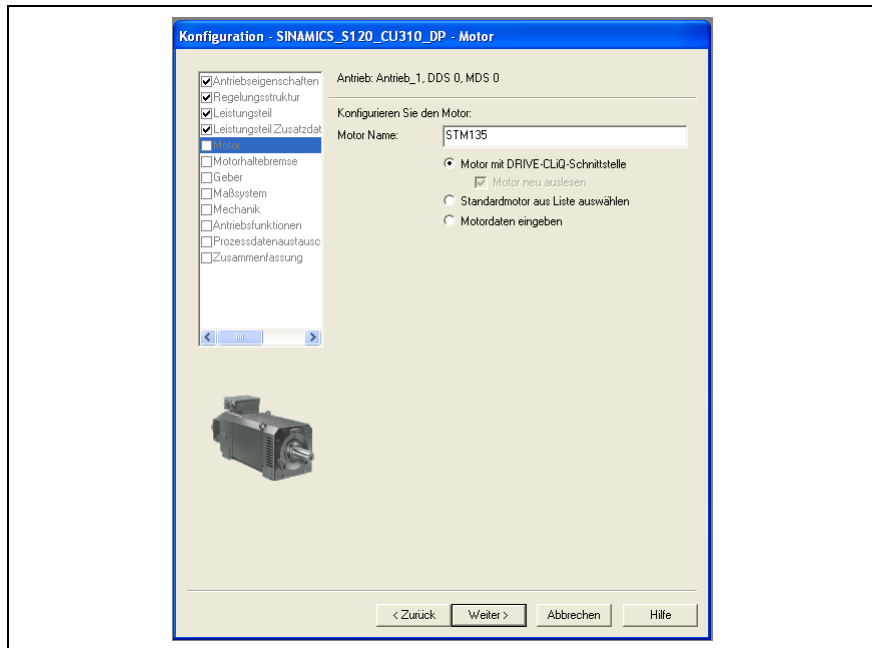 Konfiguration - SINAMICS_S120_CU310_DP - Motor
Antriebseigenschaften
Regelungsstruktur
Leistungsteil
Leistungsteil Zusatzdat
Motor
Motorhaltebremse
Geber
Maßsystem
Mechanik
Antriebsfunktionen
Prozessdatenaustausc
Zusammenfassung
Antrieb: Antrieb_1, DDS 0, MDS 0
Konfigurieren Sie den Motor:
Motor Name: STM135
Motor mit DRIVE-CLiQ-Schnittstelle
Motor neu auslesen
Standardmotor aus Liste auswählen
Motordaten eingeben
< Zurück Weiter > Abbrechen Hilfe